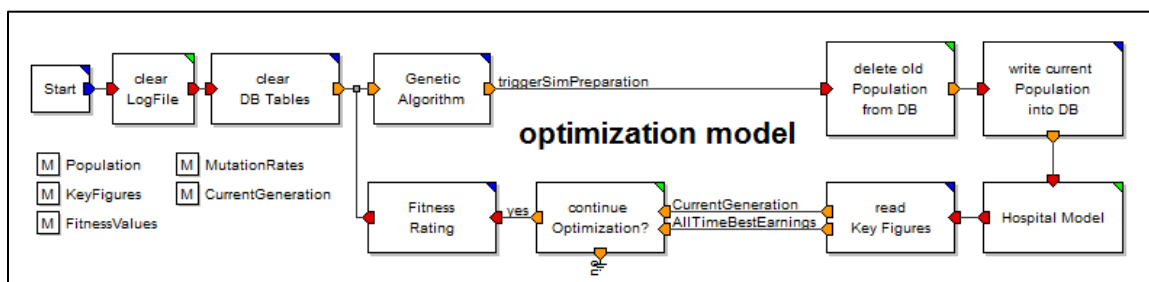 Start
clear
LogFile
clear
DB Tables
Genetic
Algorithm
triggerSimPreparation
delete old
Population
from DB
write current
Population
into DB
optimization model
M Population
M MutationRates
M KeyFigures
M CurrentGeneration
M FitnessValues
Fitness
Rating
yes
continue
Optimization?
CurrentGeneration
AllTimeBestEarnings
read
Key Figures
Hospital Model